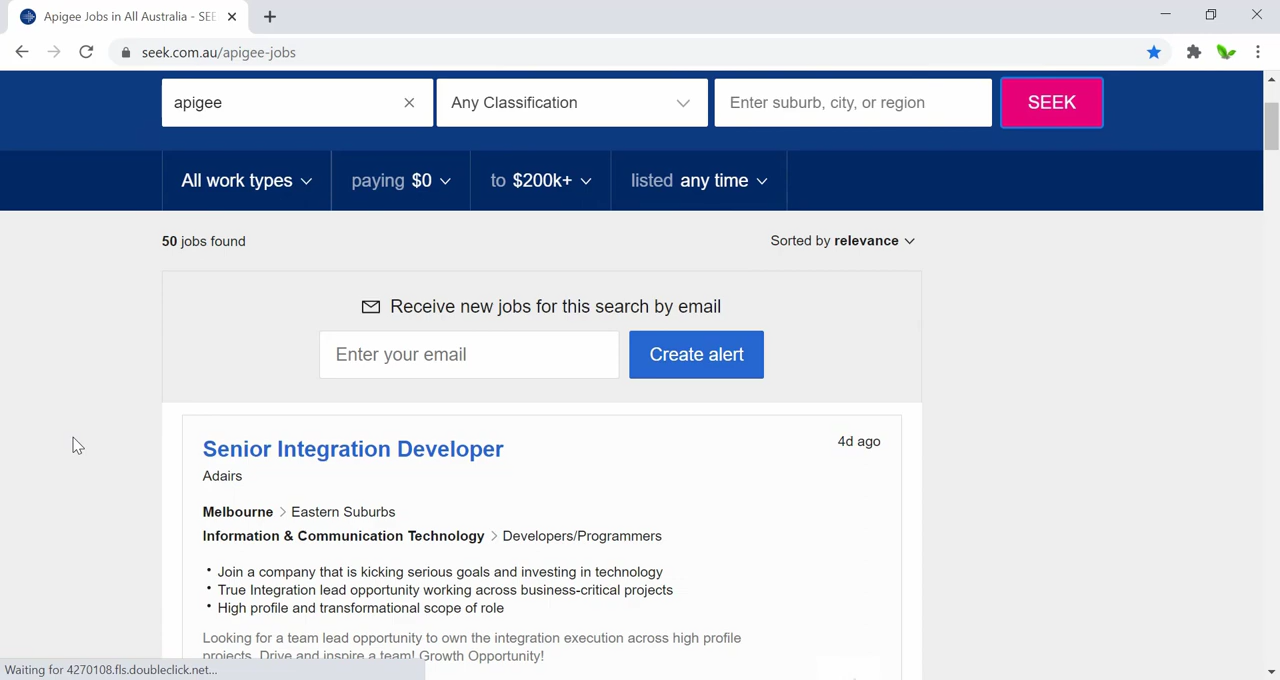 Apigee Jobs in All Australia - SEE
seek.com.au/apigee-jobs
apigee
Any Classification
Enter suburb, city, or region
SEEK
All work types
paying $0
to $200k+
listed any time
50 jobs found
Sorted by relevance
Receive new jobs for this search by email
Enter your email
Create alert
Senior Integration Developer
4d ago
Adairs
Melbourne > Eastern Suburbs
Information & Communication Technology > Developers/Programmers
• Join a company that is kicking serious goals and investing in technology
• True Integration lead opportunity working across business-critical projects
• High profile and transformational scope of role
Looking for a team lead opportunity to own the integration execution across high profile
projects. Drive and inspire a team! Growth Opportunity!
Waiting for 4270108.fls.doubleclick.net...